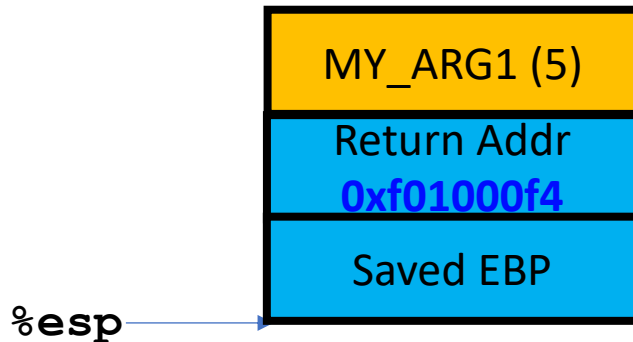 MY_ARG1 (5)
Return Addr
0xf01000f4
Saved EBP
%esp